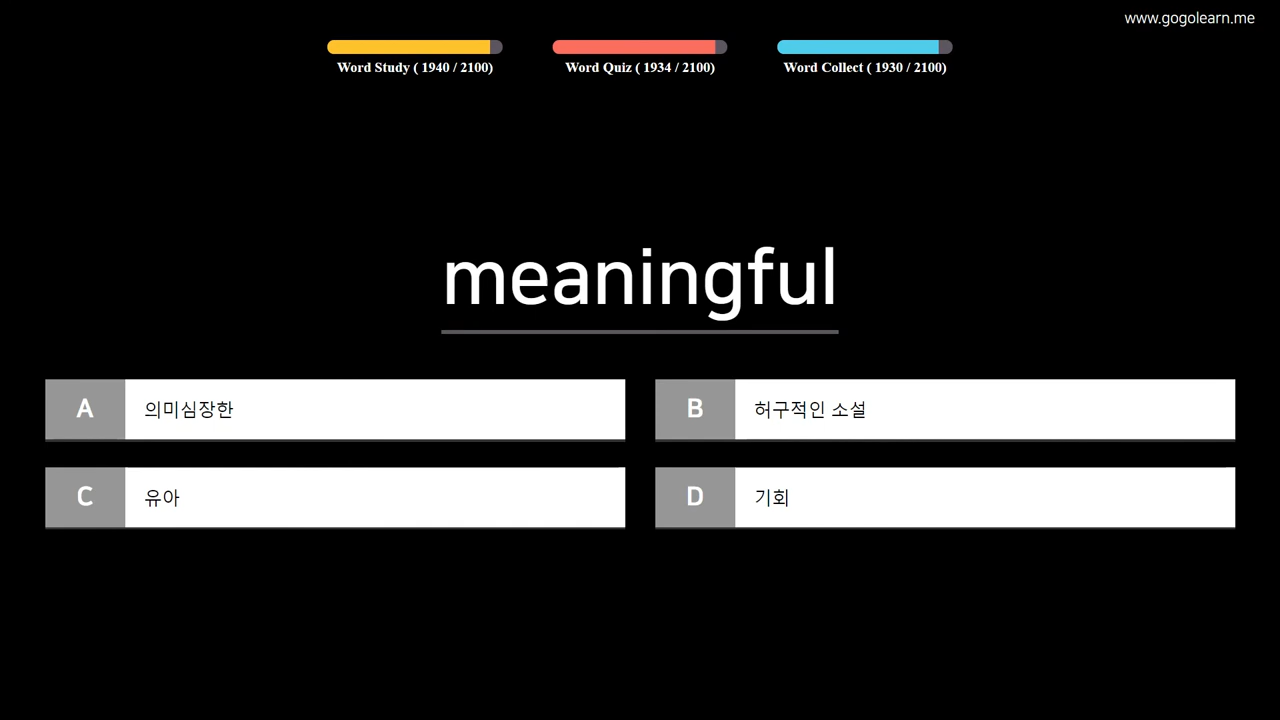 www.gogolearn.me
Word Study ( 1940 / 2100)
Word Quiz ( 1934 / 2100)
Word Collect ( 1930 / 2100)
meaningful
A 의미심장한
B 허구적인 소설
C 유아
D 기회